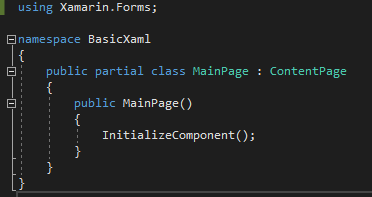 using Xamarin.Forms;
namespace BasicXaml
{
public partial class MainPage : ContentPage
{
public MainPage()
{
InitializeComponent();
}
}
}